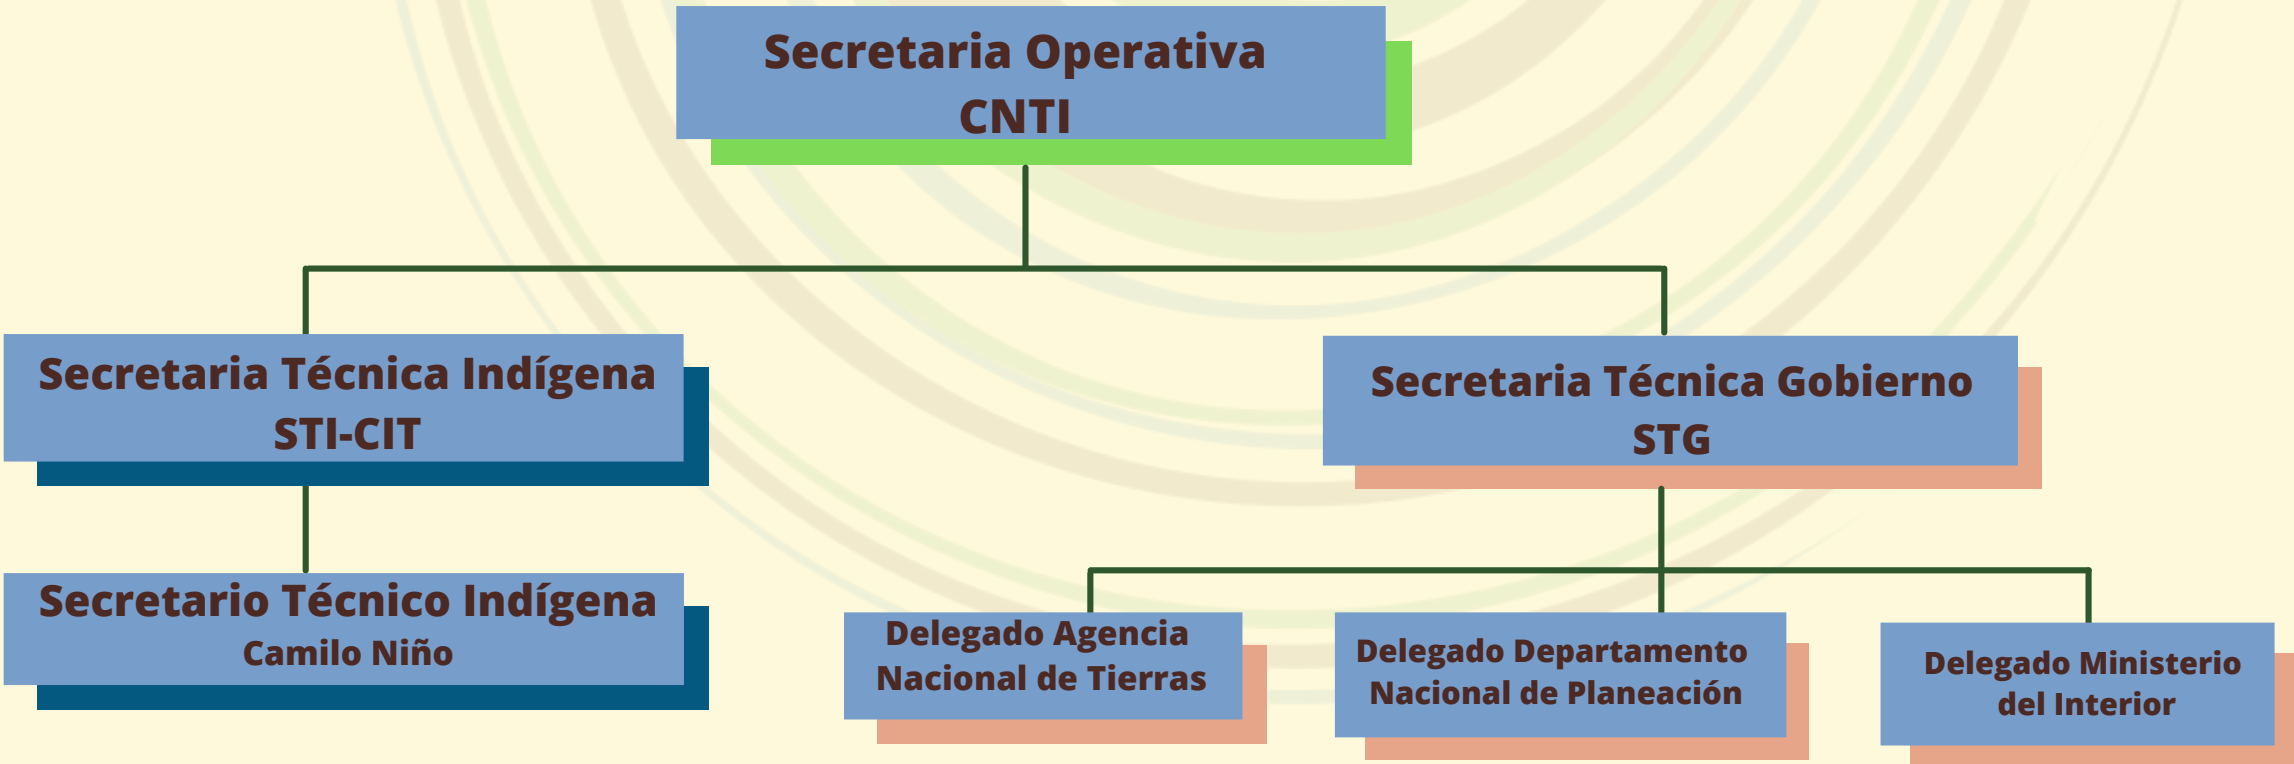 Secretaria Operativa
CNTI
Secretaria Técnica Indígena
STI-CIT
Secretaria Técnica Gobierno
STG
Secretario Técnico Indígena
Camilo Niño
Delegado Agencia
Nacional de Tierras
Delegado Departamento
Nacional de Planeación
Delegado Ministerio
del Interior